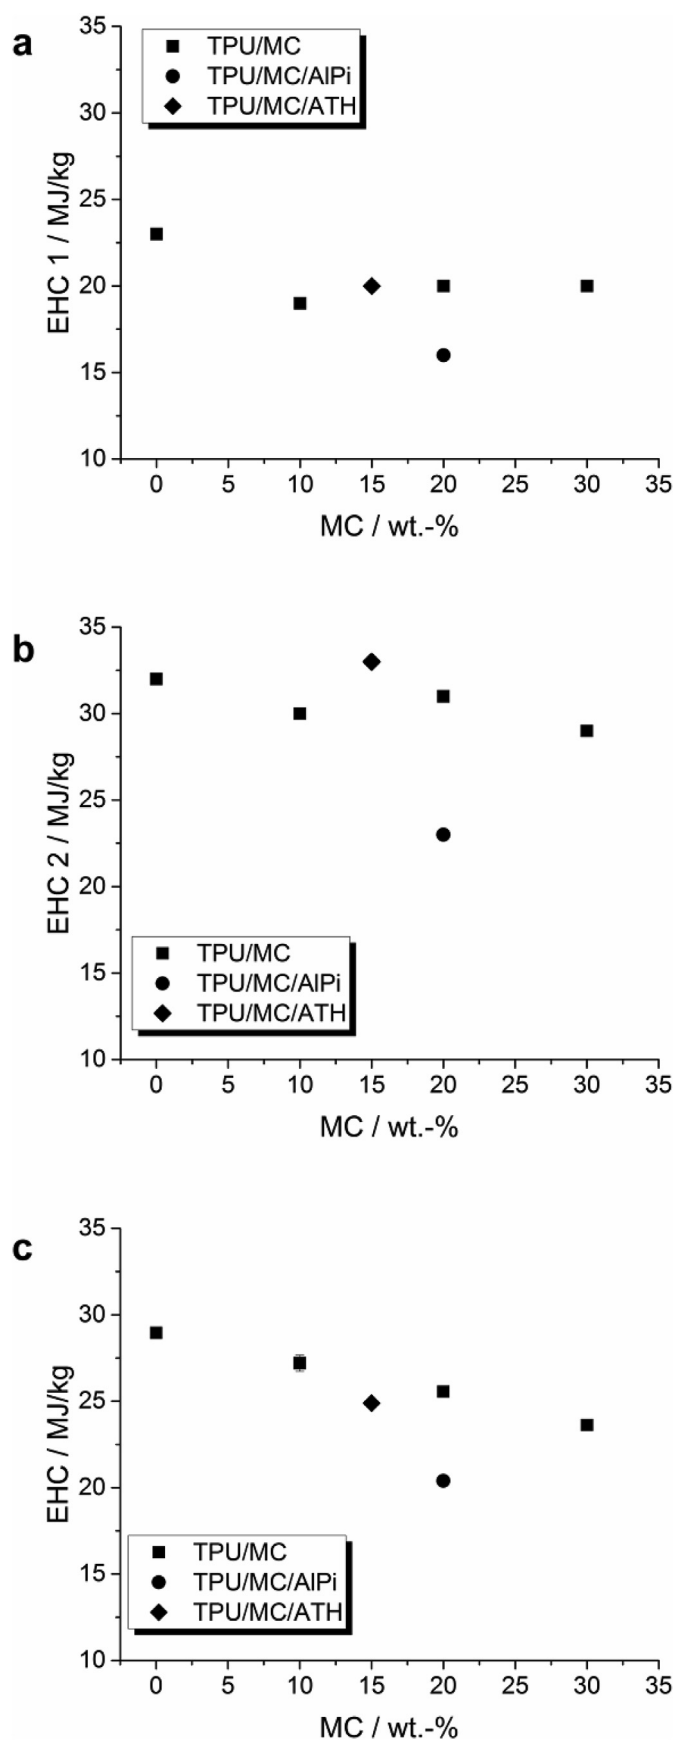 a
35
30
25
20
15
10
EHC 1 / MJ/kg
TPU/MC
TPU/MC/AlPi
TPU/MC/ATH
0 5 10 15 20 25 30 35
MC / wt.-%
b
35
30
25
20
15
10
EHC 2 / MJ/kg
TPU/MC
TPU/MC/AlPi
TPU/MC/ATH
0 5 10 15 20 25 30 35
MC / wt.-%
c
35
30
25
20
15
10
EHC / MJ/kg
TPU/MC
TPU/MC/AlPi
TPU/MC/ATH
0 5 10 15 20 25 30 35
MC / wt.-%